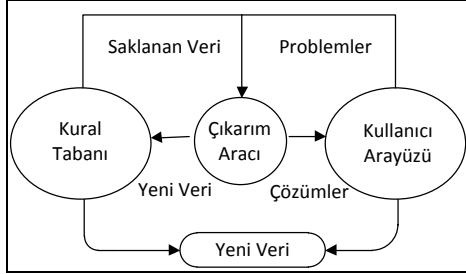 Saklanan Veri
Problemler
Kural
Tabanı
Çıkarım
Aracı
Kullanıcı
Arayüzü
Yeni Veri
Çözümler
Yeni Veri